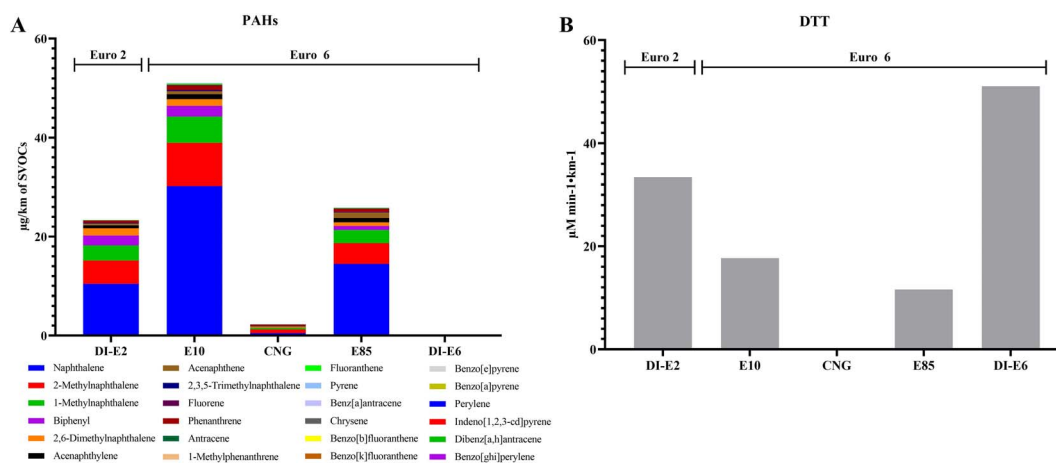 A
PAHs
Euro 2
Euro 6
60
40
20
0
µg/km of SVOCs
DI-E2 E10 CNG E85 DI-E6
Naphthalene
2-Methylnaphthalene
1-Methylnaphthalene
Biphenyl
2,6-Dimethylnaphthalene
Acenaphthylene
Acenaphthene
2,3,5-Trimethylnaphthalene
Fluorene
Phenanthrene
Antracene
1-Methylphenanthrene
Fluoranthene
Pyrene
Benz[a]antracene
Chrysene
Benzo[b]fluoranthene
Benzo[k]fluoranthene
Benzo[e]pyrene
Benzo[a]pyrene
Perylene
Indeno[1,2,3-cd]pyrene
Dibenz[a,h]antracene
Benzo[ghi]perylene
B
DTT
Euro 2
Euro 6
60
40
20
0
µM min-1•km-1
DI-E2 E10 CNG E85 DI-E6